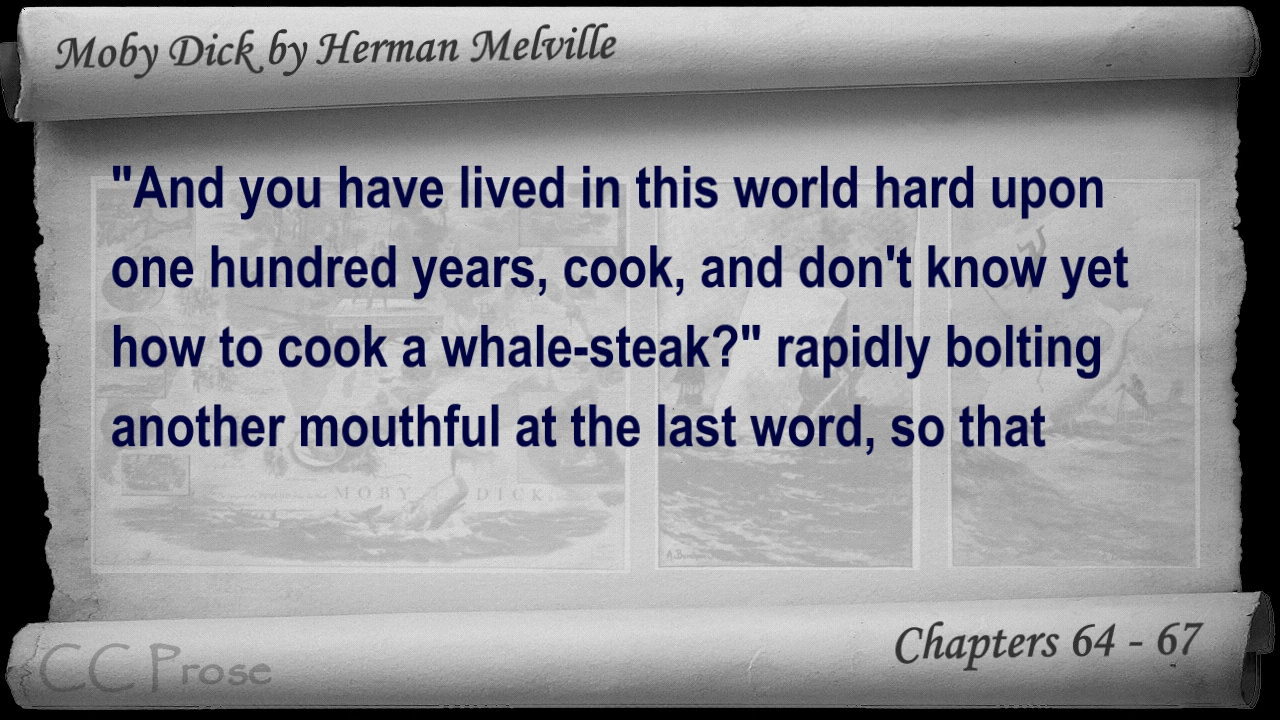 Moby Dick by Herman Melville
"And you have lived in this world hard upon
one hundred years, cook, and don't know yet
how to cook a whale-steak?" rapidly bolting
another mouthful at the last word, so that
MOBY DICK
Chapters 64 - 67
CC Prose